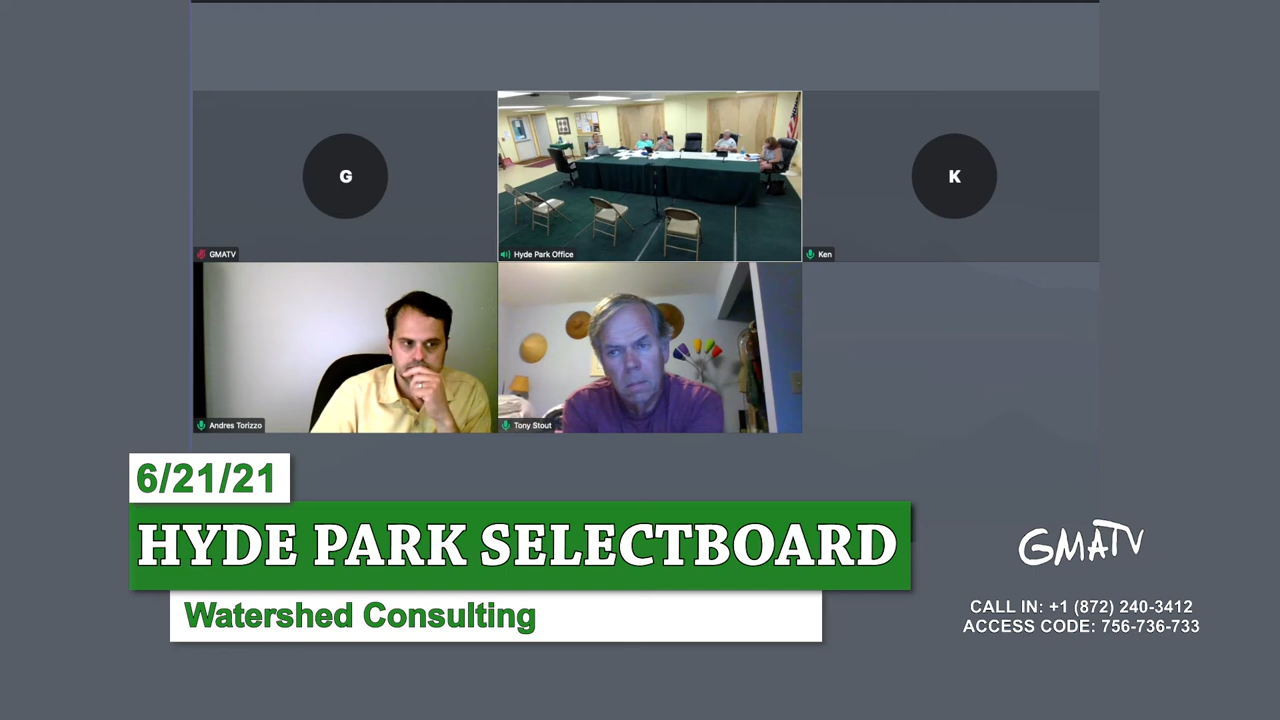 G
K
GMATV
Hyde Park Office
Ken
Andres Torizzo
Tony Stout
6/21/21
HYDE PARK SELECTBOARD
Watershed Consulting
GMATV
CALL IN: +1 (872) 240-3412
ACCESS CODE: 756-736-733